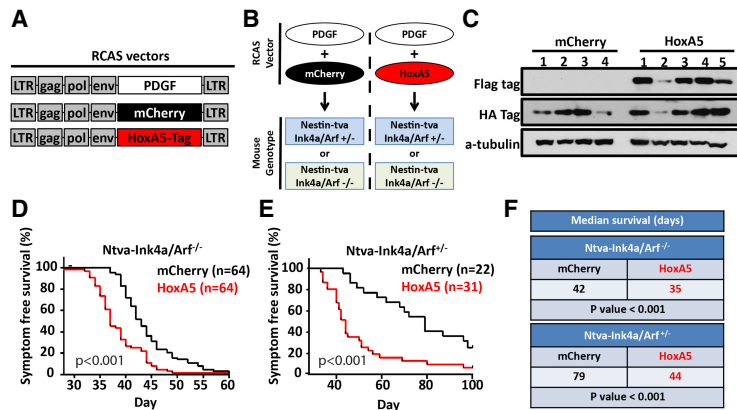 A
RCAS vectors
LTR gag pol env PDGF LTR
LTR gag pol env mCherry LTR
LTR gag pol env HoxA5-Tag LTR
B
RCAS
Vector
PDGF
+
mCherry
PDGF
+
HoxA5
Mouse
Genotype
Nestin-tva
Ink4a/Arf +/-
or
Nestin-tva
Ink4a/Arf -/-
Nestin-tva
Ink4a/Arf +/-
or
Nestin-tva
Ink4a/Arf -/-
C
mCherry HoxA5
1 2 3 4 1 2 3 4 5
Flag tag
HA Tag
a-tubulin
D
Ntva-Ink4a/Arf-/-
mCherry (n=64)
HoxA5 (n=64)
Symptom free survival (%)
100
80
60
40
20
0
p<0.001
30 35 40 45 50 55 60
Day
E
Ntva-Ink4a/Arf+/-
mCherry (n=22)
HoxA5 (n=31)
Symptom free survival (%)
100
80
60
40
20
0
p<0.001
40 60 80 100
Day
F
Median survival (days)
Ntva-Ink4a/Arf-/-
mCherry HoxA5
42 35
P value < 0.001
Ntva-Ink4a/Arf+/-
mCherry HoxA5
79 44
P value < 0.001